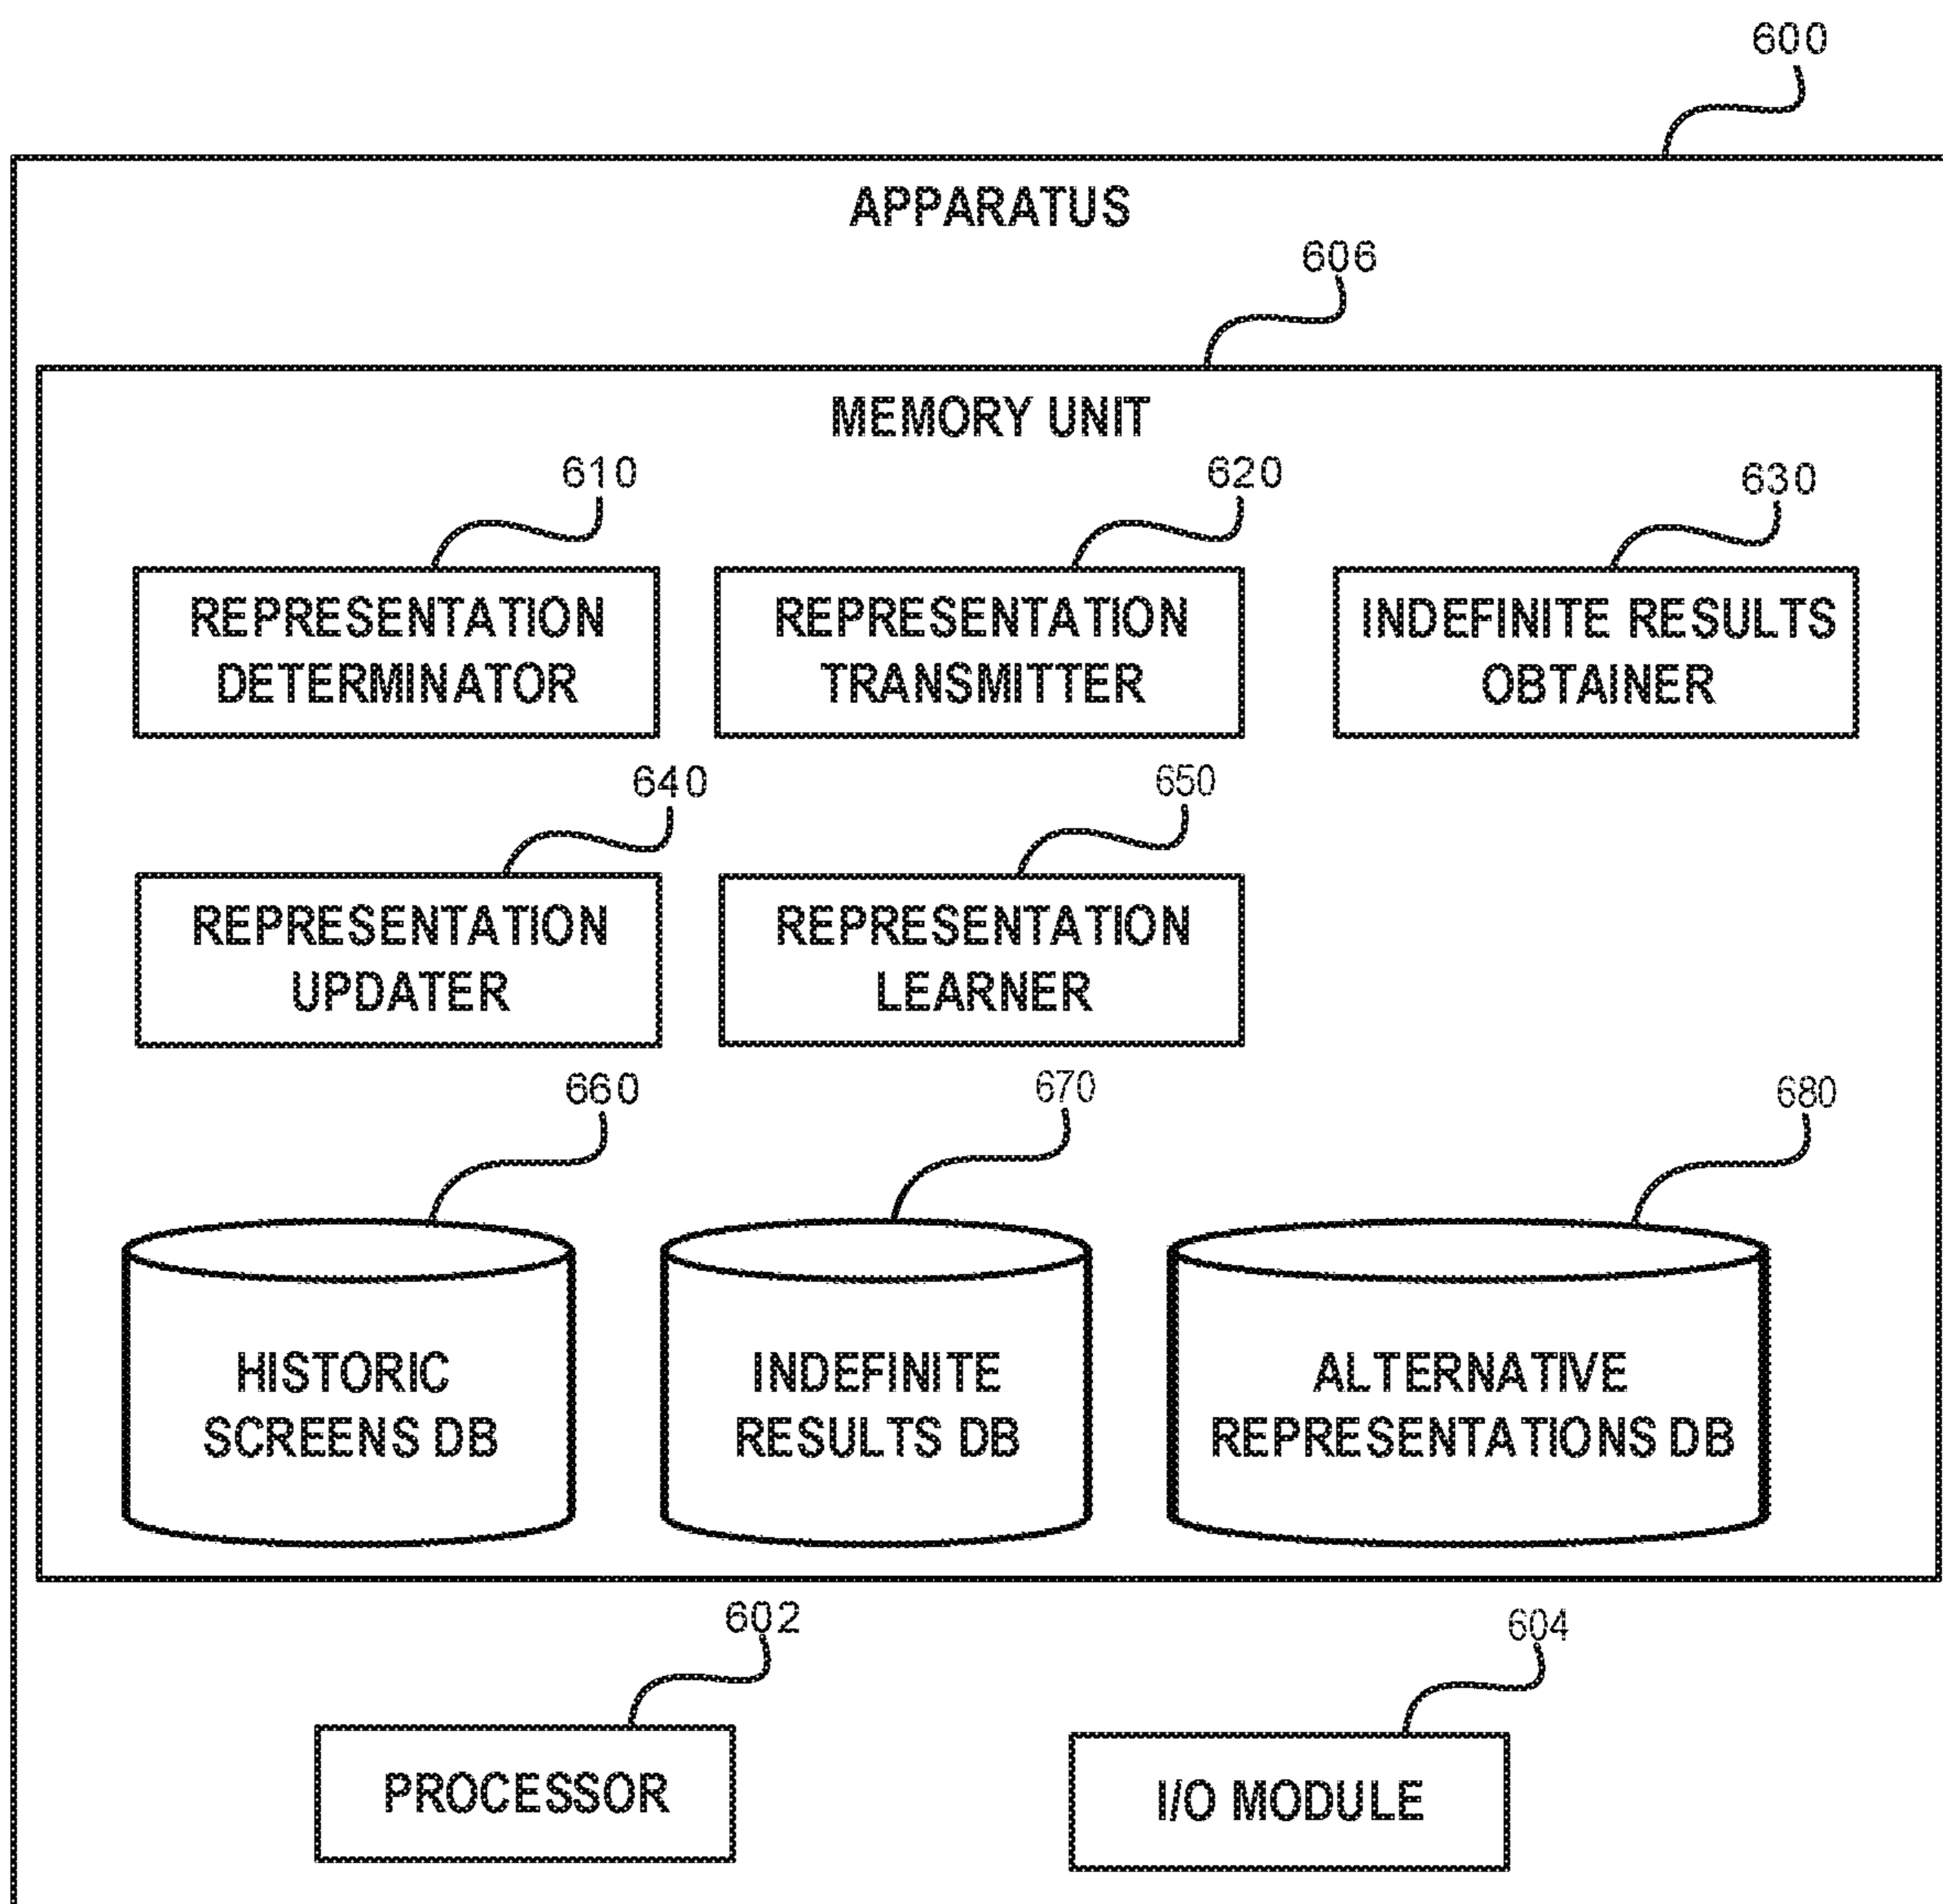 600
APPARATUS
606
MEMORY UNIT
610
620
630
REPRESENTATION
DETERMINATOR
REPRESENTATION
TRANSMITTER
INDEFINITE RESULTS
OBTAINER
640
650
REPRESENTATION
UPDATER
REPRESENTATION
LEARNER
660
670
680
HISTORIC
SCREENS DB
INDEFINITE
RESULTS DB
ALTERNATIVE
REPRESENTATIONS DB
602
604
PROCESSOR
I/O MODULE